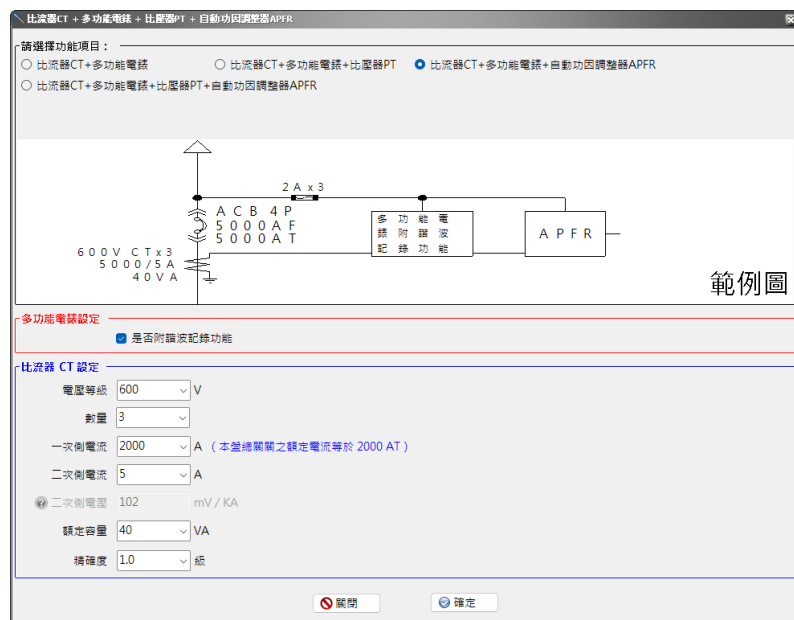 比流器CT + 多功能電錶 + 比壓器PT + 自動功因調整器APFR
請選擇功能項目：
比流器CT+多功能電錶
比流器CT+多功能電錶+比壓器PT
比流器CT+多功能電錶+自動功因調整器APFR
比流器CT+多功能電錶+比壓器PT+自動功因調整器APFR
2A x3
ACB 4P
5000AF
5000AT
600V CTx3
5000/5A
40VA
多功能電
錶附諧波
記錄功能
APFR
範例圖
多功能電錶設定
是否附諧波記錄功能
比流器 CT 設定
電壓等級 600 V
數量 3
一次側電流 2000 A （本盤總開關之額定電流等於 2000 AT）
二次側電流 5 A
二次側電壓 102 mV / KA
額定容量 40 VA
精確度 1.0 級
關閉
確定